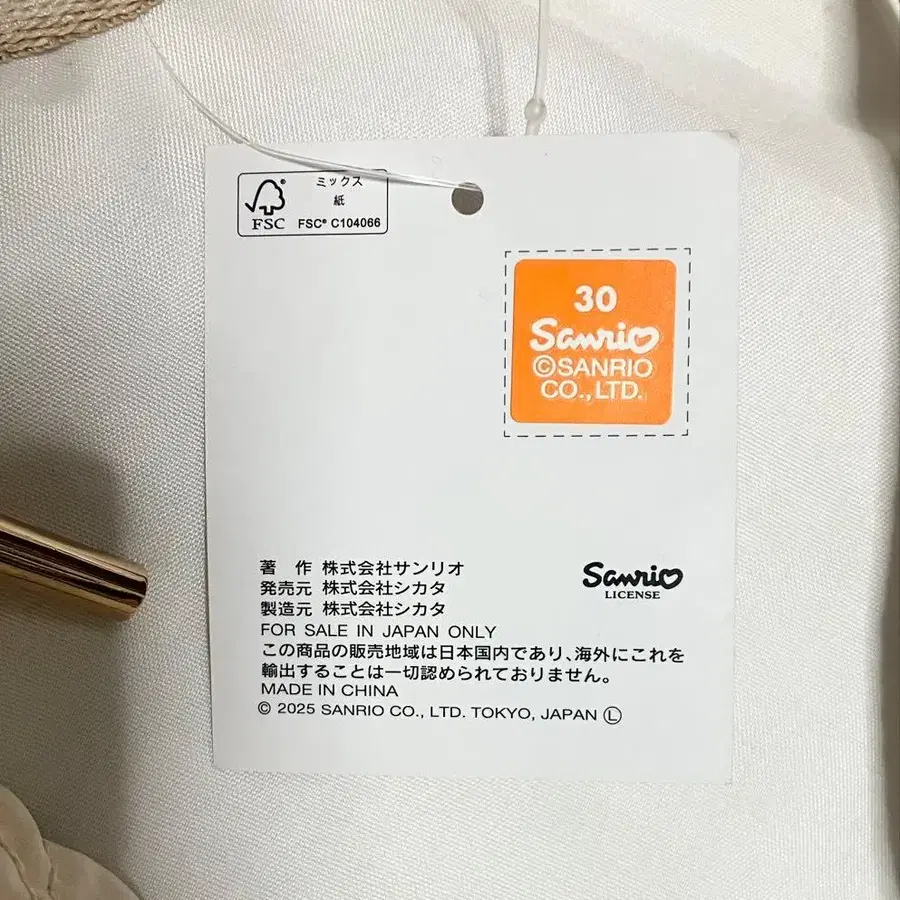 ミックス
紙
FSC® C104066
FSC
30
Sanrio
©SANRIO
CO.,LTD.
著 作 株式会社サンリオ
発売元 株式会社シカタ
製造元 株式会社シカタ
Sanrio
LICENSE
FOR SALE IN JAPAN ONLY
この商品の販売地域は日本国内であり、海外にこれを
輸出することは一切認められておりません。
MADE IN CHINA
© 2025 SANRIO CO., LTD. TOKYO, JAPAN Ⓛ